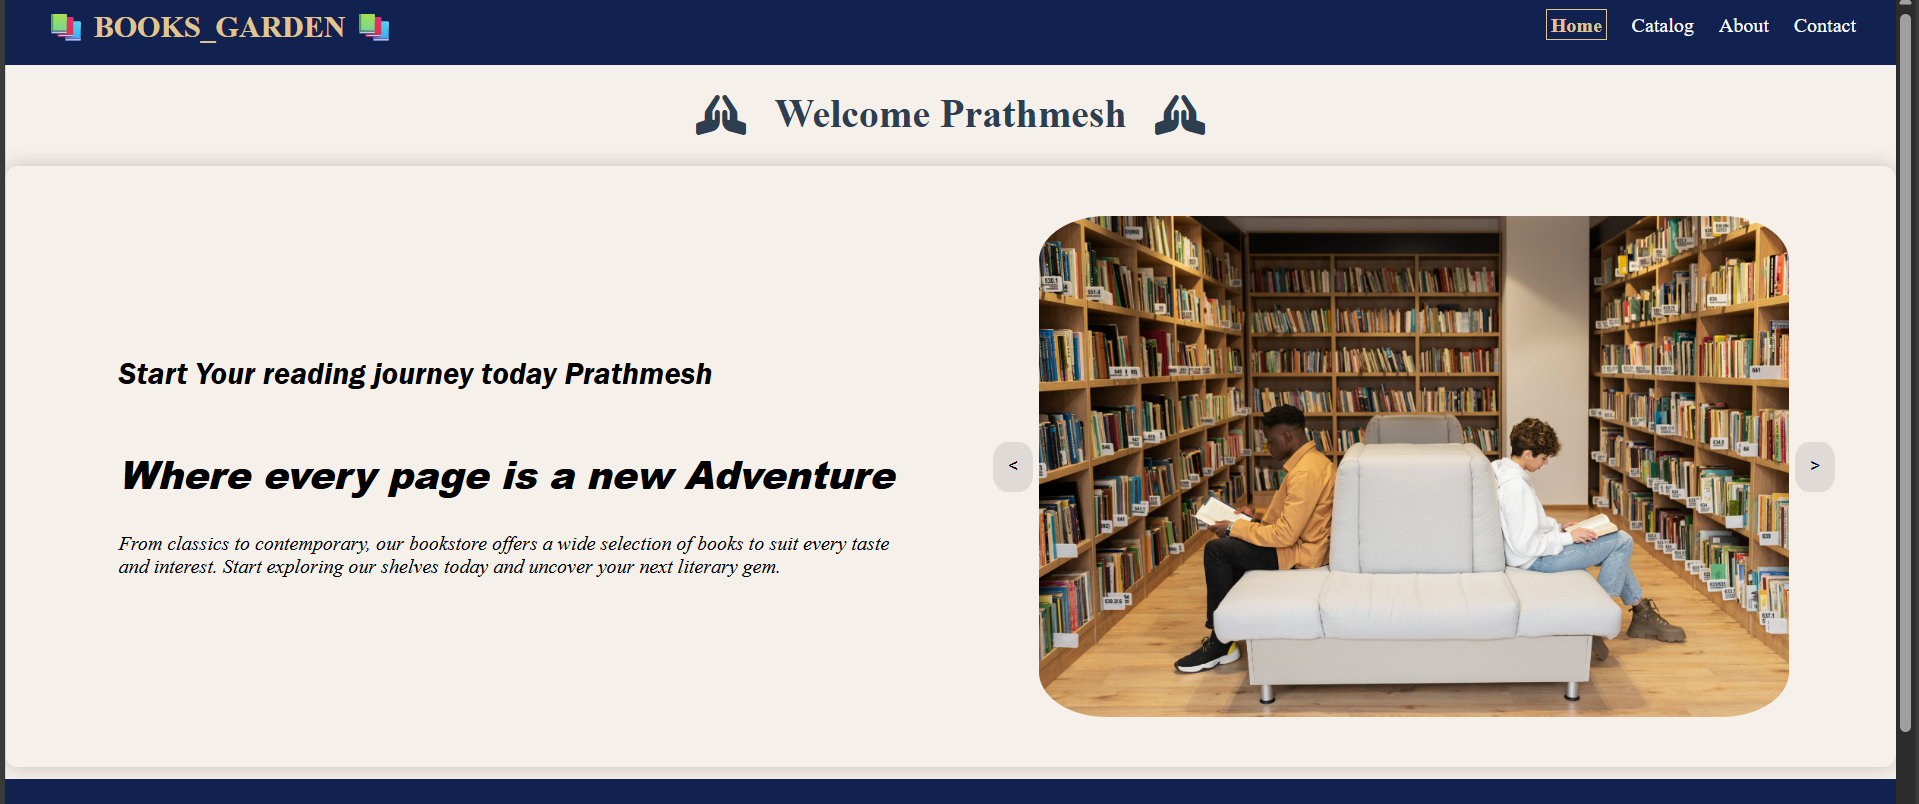 BOOKS_GARDEN
Home Catalog About Contact
Welcome Prathmesh
Start Your reading journey today Prathmesh
Where every page is a new Adventure
From classics to contemporary, our bookstore offers a wide selection of books to suit every taste
and interest. Start exploring our shelves today and uncover your next literary gem.
< >